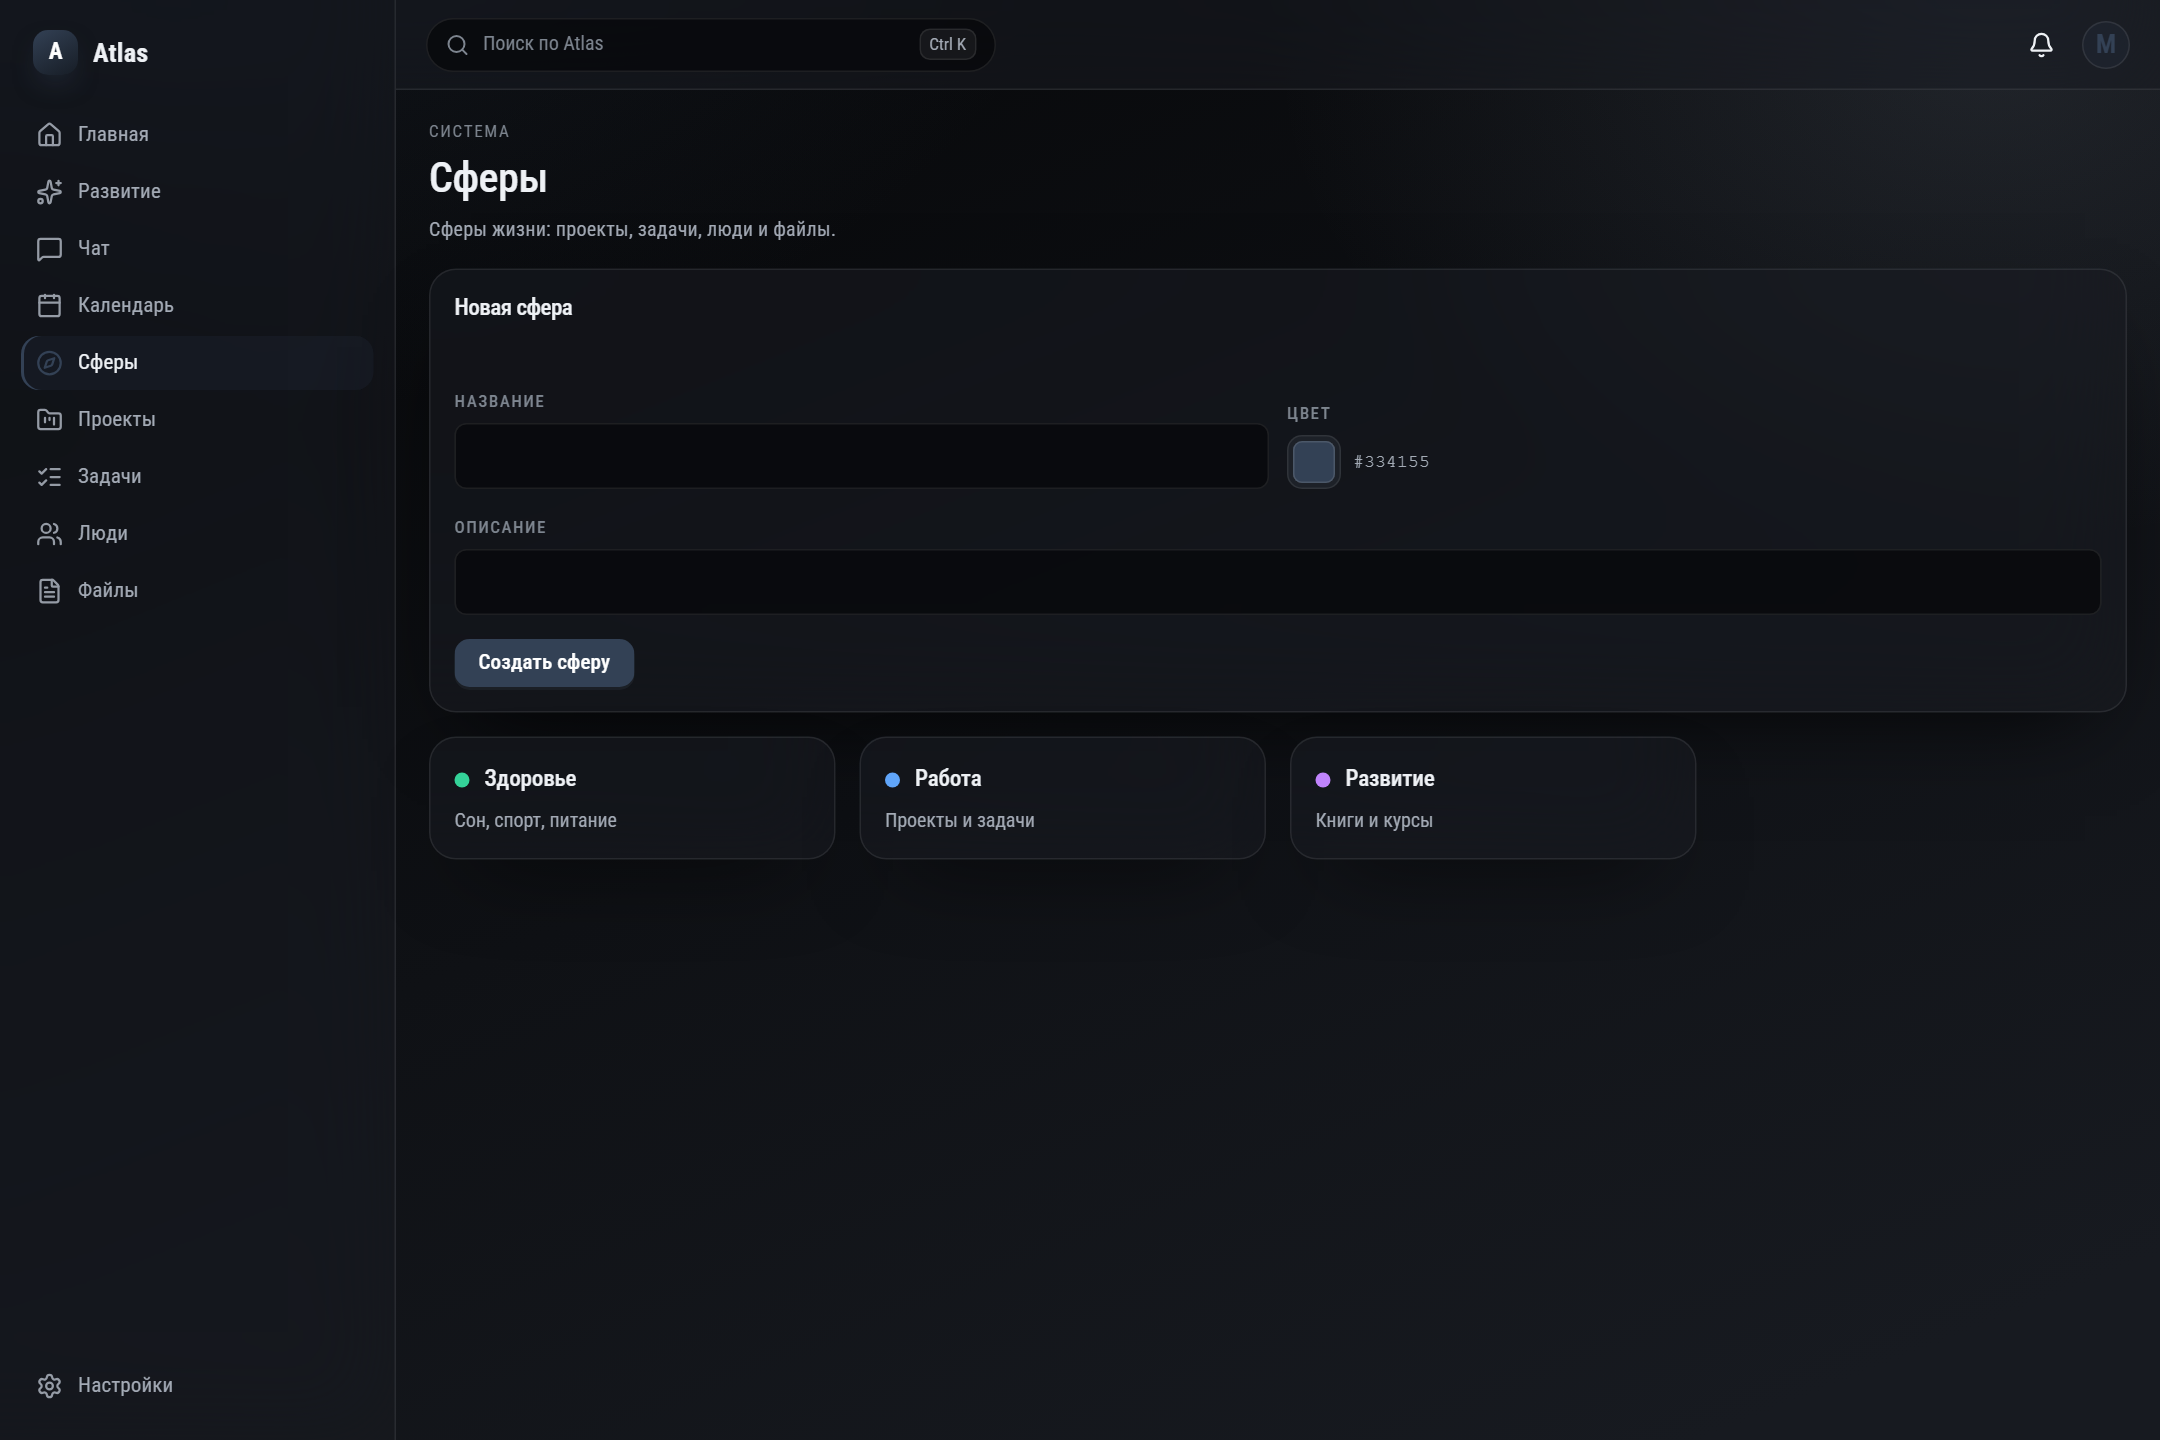 A Atlas
Поиск по Atlas Ctrl K
M
Главная
Развитие
Чат
Календарь
Сферы
Проекты
Задачи
Люди
Файлы
Настройки
СИСТЕМА
Сферы
Сферы жизни: проекты, задачи, люди и файлы.
Новая сфера
НАЗВАНИЕ
ЦВЕТ
#334155
ОПИСАНИЕ
Создать сферу
Здоровье
Сон, спорт, питание
Работа
Проекты и задачи
Развитие
Книги и курсы